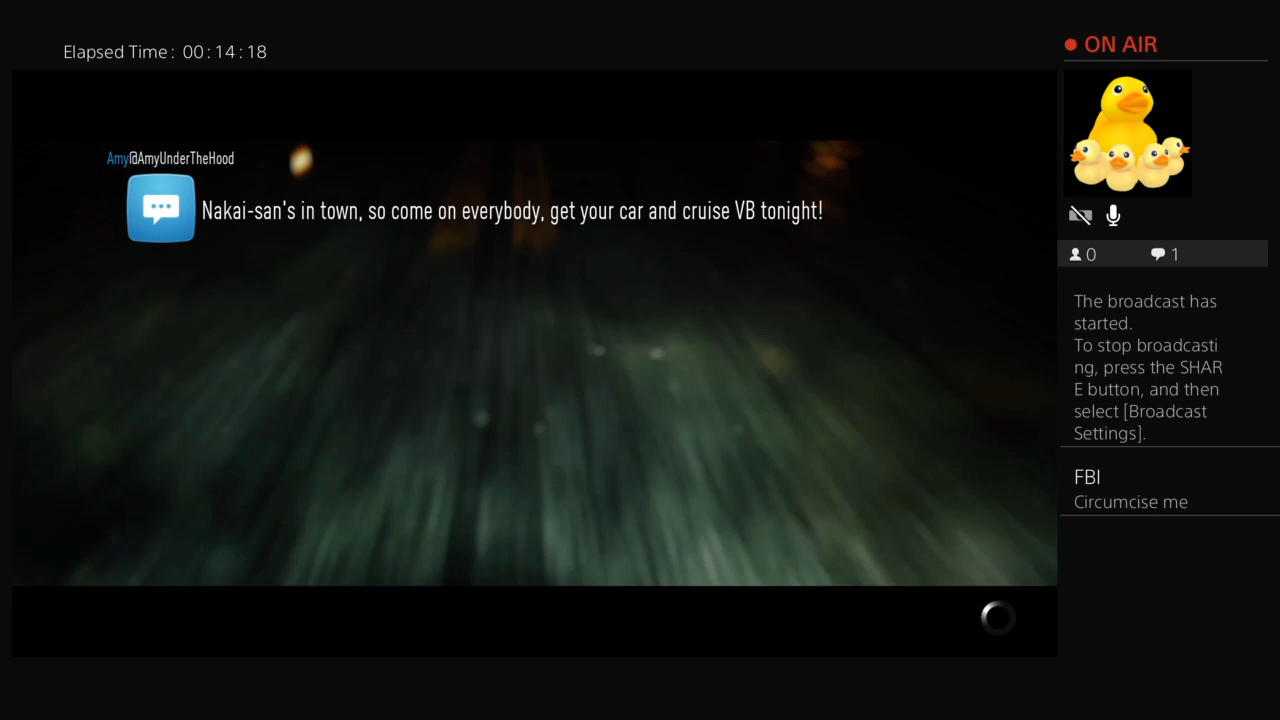 Elapsed Time: 00:14:18
ON AIR
Amy@AmyUnderTheHood
Nakai-san's in town, so come on everybody, get your car and cruise VB tonight!
0 1
The broadcast has
started.
To stop broadcasti
ng, press the SHAR
E button, and then
select [Broadcast
Settings].
FBI
Circumcise me